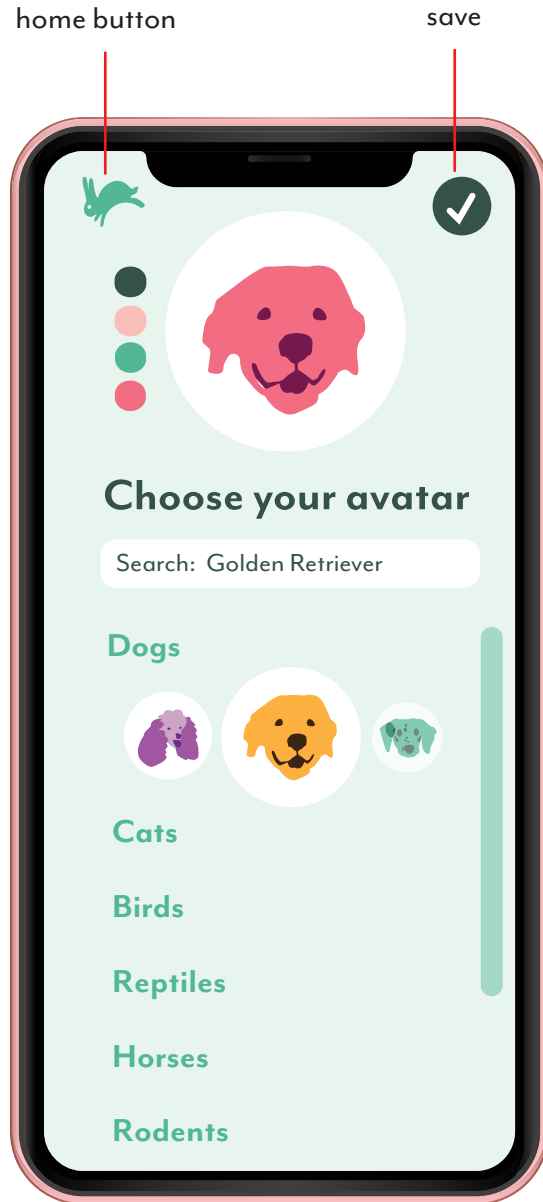 home button
save
Choose your avatar
Search: Golden Retriever
Dogs
Cats
Birds
Reptiles
Horses
Rodents